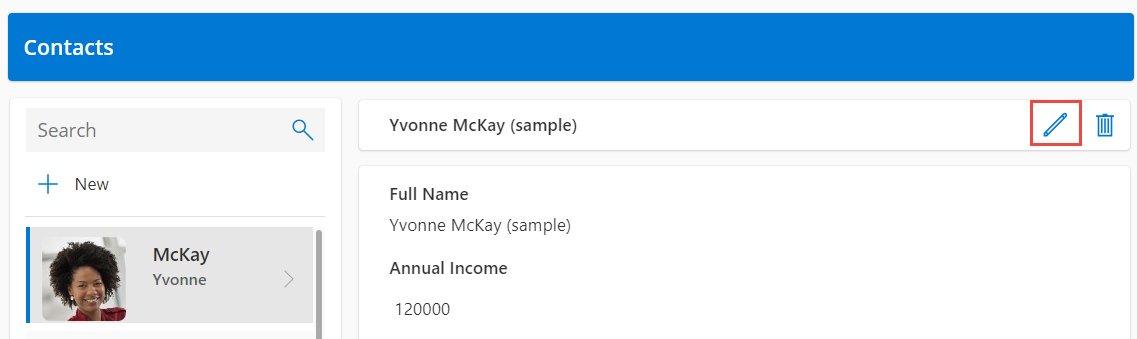 Contacts
Search
New
McKay
Yvonne
Yvonne McKay (sample)
Full Name
Yvonne McKay (sample)
Annual Income
120000